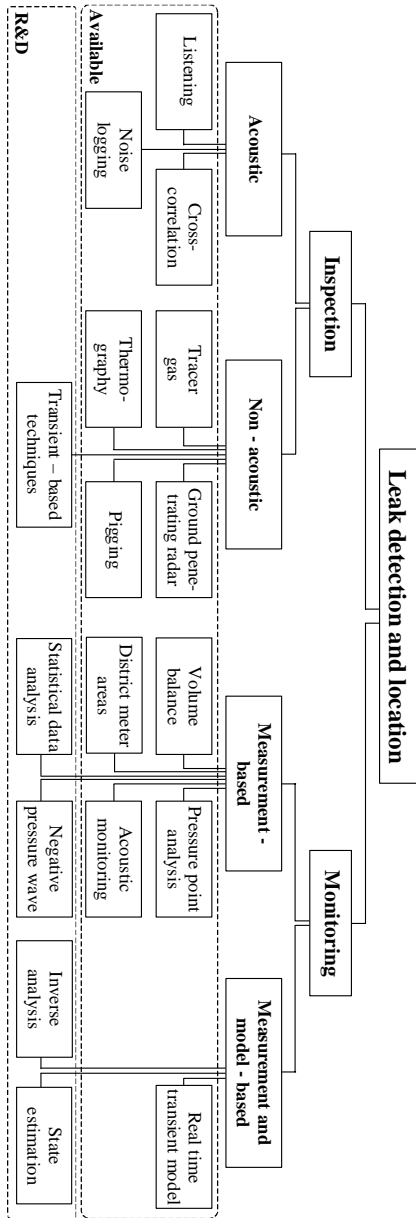 Leak detection and location
Inspection
Monitoring
Acoustic
Non - acoustic
Measurement -
based
Measurement and
model - based
Available
Listening
Cross-
correlation
Noise
logging
Tracer
gas
Ground pene-
trating radar
Thermo-
graphy
Pigging
Volume
balance
Pressure point
analysis
District meter
areas
Acoustic
monitoring
Real time
transient model
R&D
Transient – based
techniques
Statistical data
analysis
Negative
pressure wave
Inverse
analysis
State
estimation